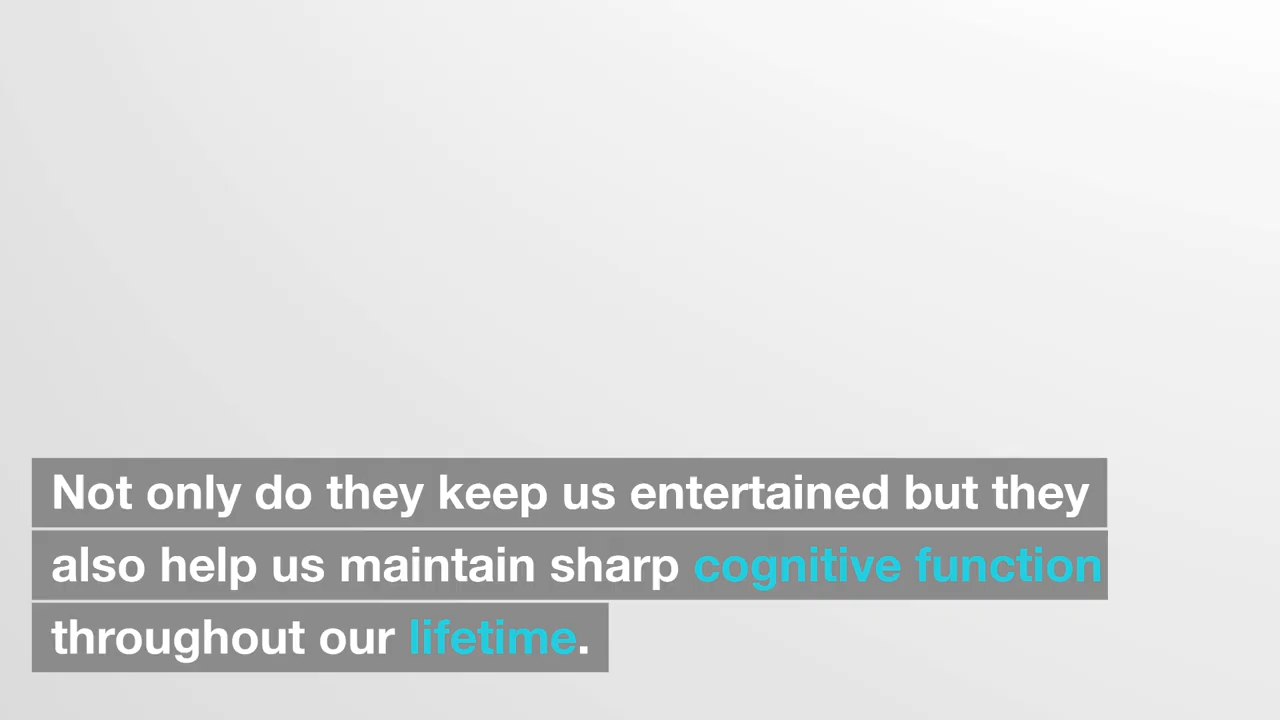 Not only do they keep us entertained but they
also help us maintain sharp cognitive function
throughout our lifetime.